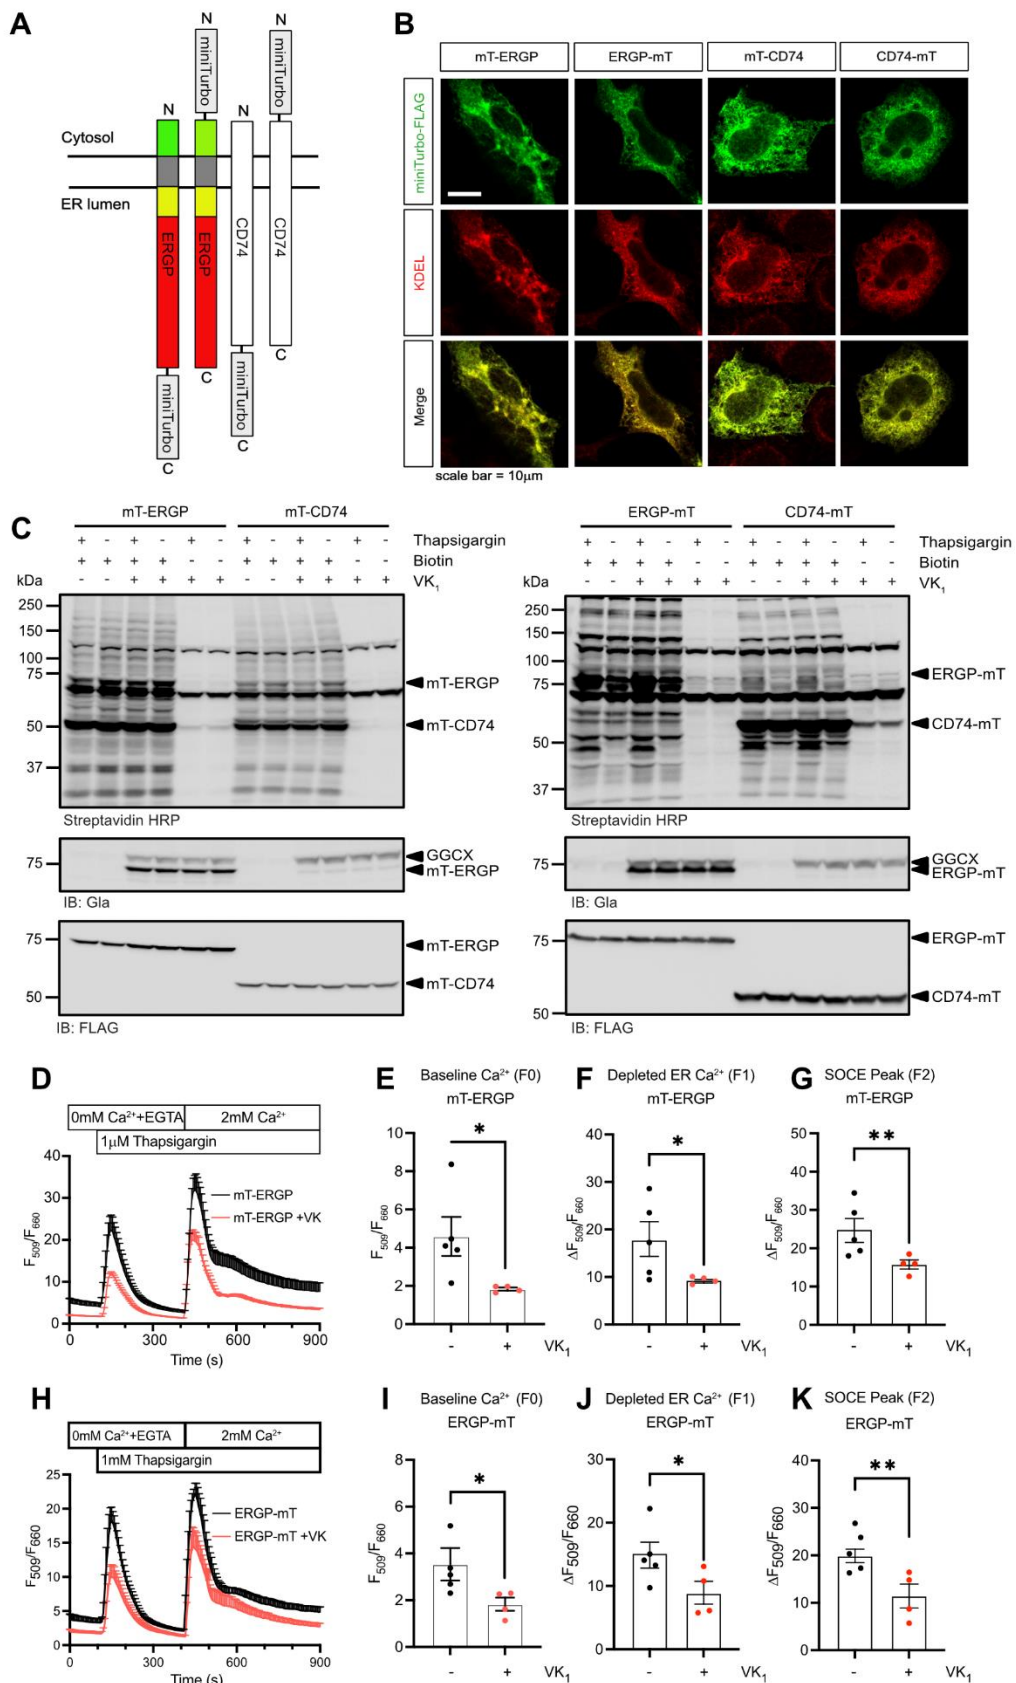 A
N
N
miniTurbo
miniTurbo
N
N
Cytosol
ER lumen
ERGP
ERGP
CD74
CD74
miniTurbo
miniTurbo
C
C
C
C
B
mT-ERGP
ERGP-mT
mT-CD74
CD74-mT
miniTurbo-FLAG
KDEL
Merge
scale bar = 10μm
C
mT-ERGP
mT-CD74
+ - + - + - + - + - + - Thapsigargin
+ + + + - - + + + + - - Biotin
- - + + + + - - + + + + VK₁
kDa
250
150
100
75
50
37
mT-ERGP
mT-CD74
Streptavidin HRP
75
GGCX
mT-ERGP
IB: Gla
75
50
mT-ERGP
mT-CD74
IB: FLAG
ERGP-mT
CD74-mT
Thapsigargin + - + - + - + - + - + -
Biotin + + + + - - + + + + - -
VK₁ - - + + + + - - + + + +
kDa
250
150
100
75
50
37
ERGP-mT
CD74-mT
Streptavidin HRP
75
GGCX
ERGP-mT
IB: Gla
75
50
ERGP-mT
CD74-mT
IB: FLAG
D
0mM Ca²⁺+EGTA
2mM Ca²⁺
1μM Thapsigargin
F₅₀₉/F₆₆₀
40
30
20
10
0
mT-ERGP
mT-ERGP +VK
0 300 600 900
Time (s)
E
Baseline Ca²⁺ (F0)
mT-ERGP
F₅₀₉/F₆₆₀
10
8
6
4
2
0
*
- + VK₁
F
Depleted ER Ca²⁺ (F1)
mT-ERGP
ΔF₅₀₉/F₆₆₀
40
30
20
10
0
*
- + VK₁
G
SOCE Peak (F2)
mT-ERGP
ΔF₅₀₉/F₆₆₀
50
40
30
20
10
0
**
- + VK₁
H
0mM Ca²⁺+EGTA
2mM Ca²⁺
1mM Thapsigargin
F₅₀₉/F₆₆₀
25
20
15
10
5
0
ERGP-mT
ERGP-mT +VK
0 300 600 900
Time (s)
I
Baseline Ca²⁺ (F0)
ERGP-mT
F₅₀₉/F₆₆₀
8
6
4
2
0
*
- + VK₁
J
Depleted ER Ca²⁺ (F1)
ERGP-mT
ΔF₅₀₉/F₆₆₀
30
20
10
0
*
- + VK₁
K
SOCE Peak (F2)
ERGP-mT
ΔF₅₀₉/F₆₆₀
40
30
20
10
0
**
- + VK₁